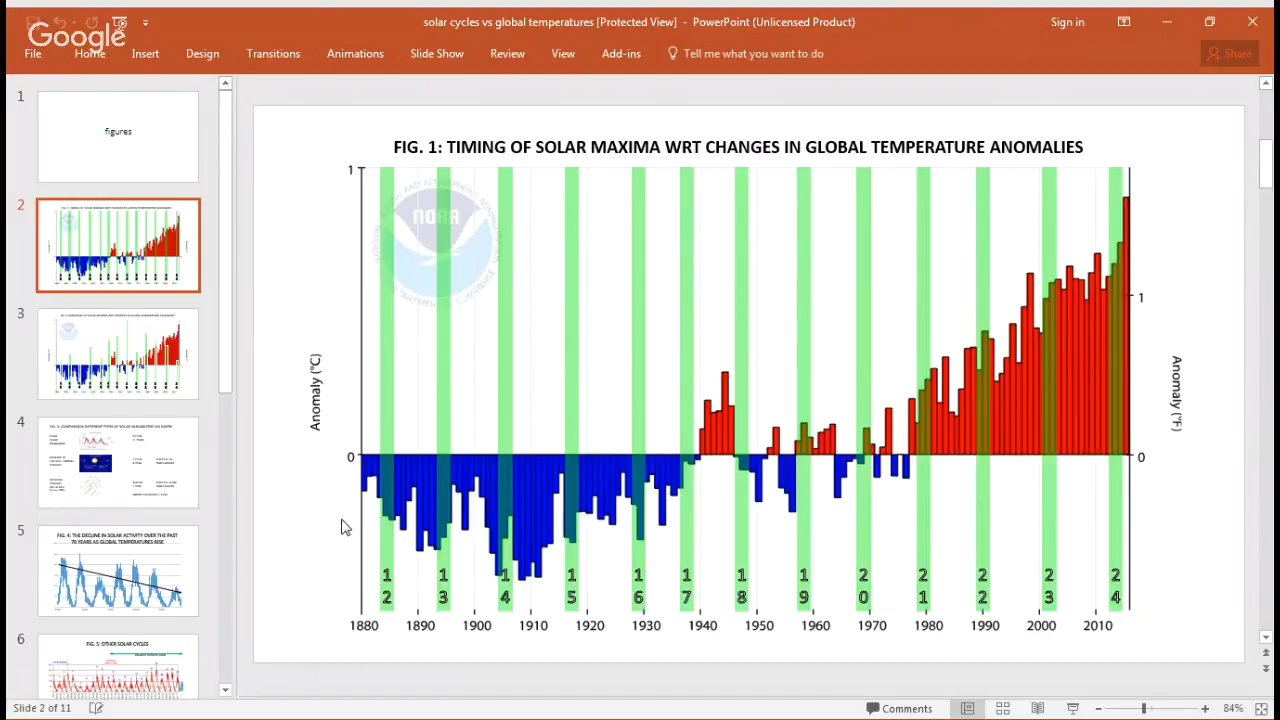 Google
solar cycles vs global temperatures [Protected View] - PowerPoint (Unlicensed Product)
Sign in
File Home Insert Design Transitions Animations Slide Show Review View Add-ins Tell me what you want to do Share
1
figures
2
3
4
5
FIG. 4: THE DECLINE IN SOLAR ACTIVITY OVER THE PAST
70 YEARS AS GLOBAL TEMPERATURES RISE
6
FIG. 5: OTHER SOLAR CYCLES
FIG. 1: TIMING OF SOLAR MAXIMA WRT CHANGES IN GLOBAL TEMPERATURE ANOMALIES
NOAA
1
1
Anomaly (°C)
Anomaly (°F)
0
0
12 13 14 15 16 17 18 19 20 21 22 23 24
1880 1890 1900 1910 1920 1930 1940 1950 1960 1970 1980 1990 2000 2010
Slide 2 of 11
Comments
84%